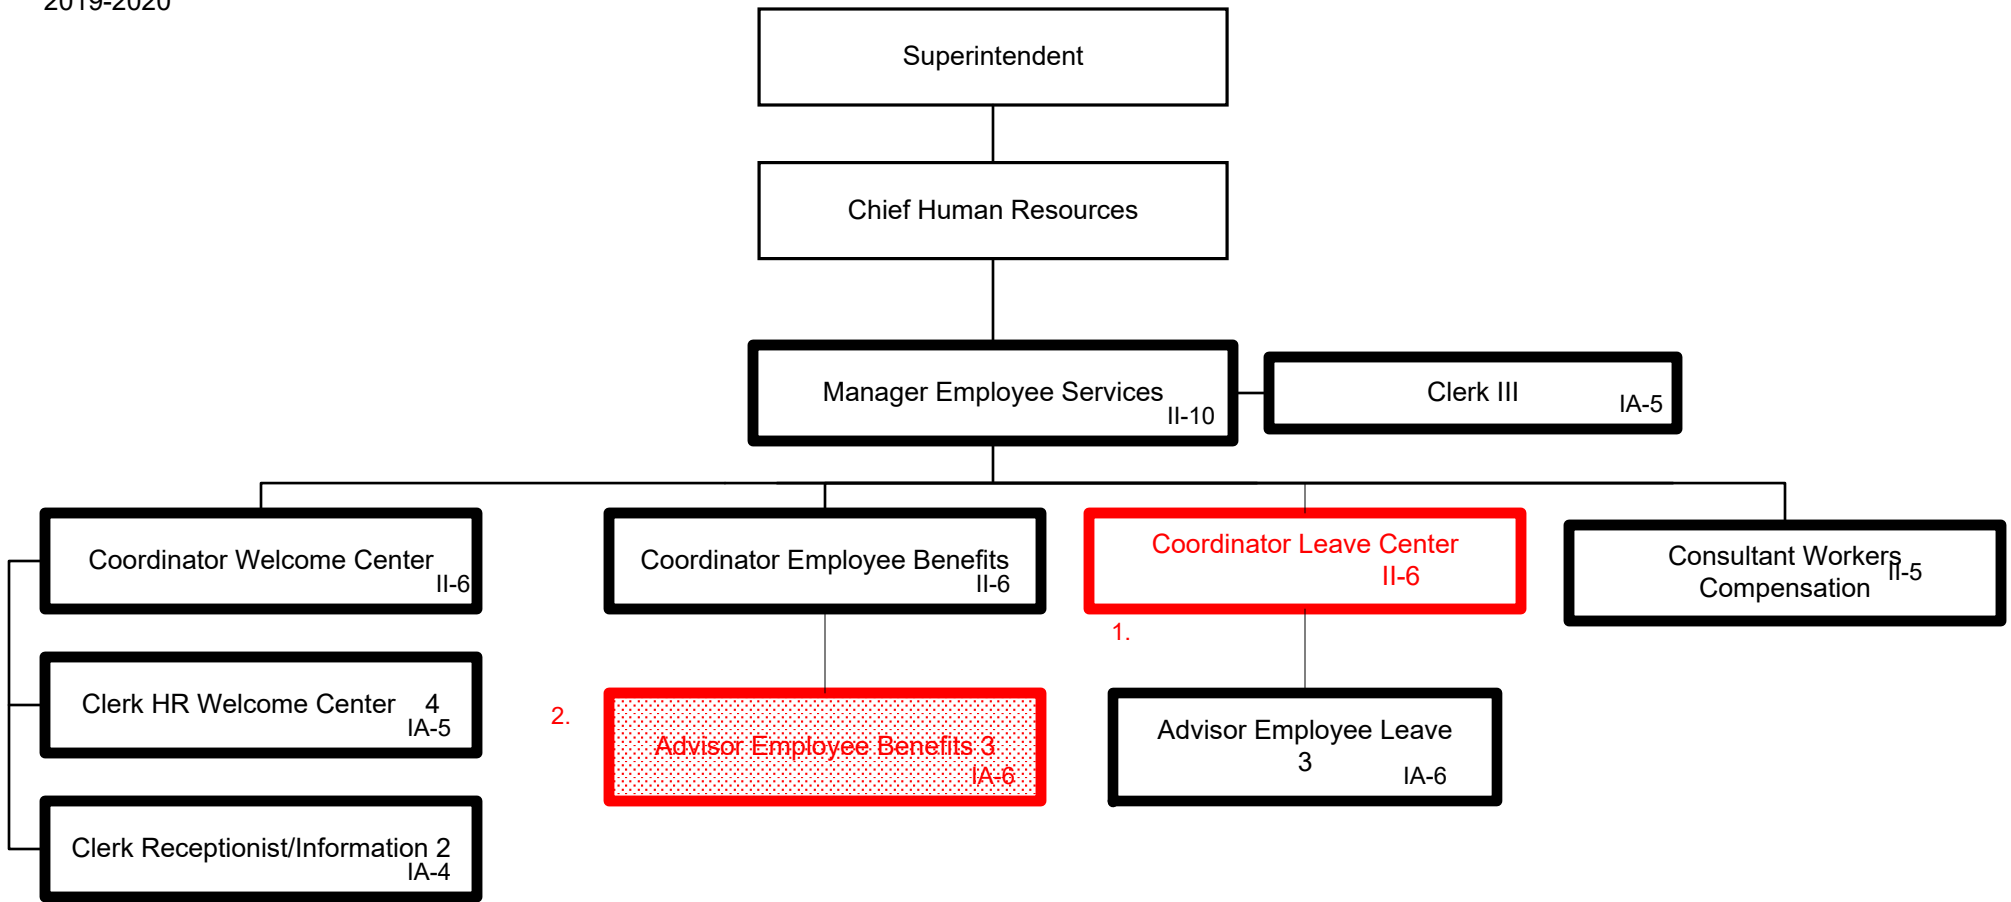 2019-2020
Superintendent
Chief Human Resources
Manager Employee Services
II-10
Clerk III
IA-5
Coordinator Welcome Center
II-6
Coordinator Employee Benefits
II-6
Coordinator Leave Center
II-6
Consultant Workers
Compensation
II-5
1.
Clerk HR Welcome Center 4
IA-5
2.
Advisor Employee Benefits 3
IA-6
Advisor Employee Leave
3
IA-6
Clerk Receptionist/Information 2
IA-4